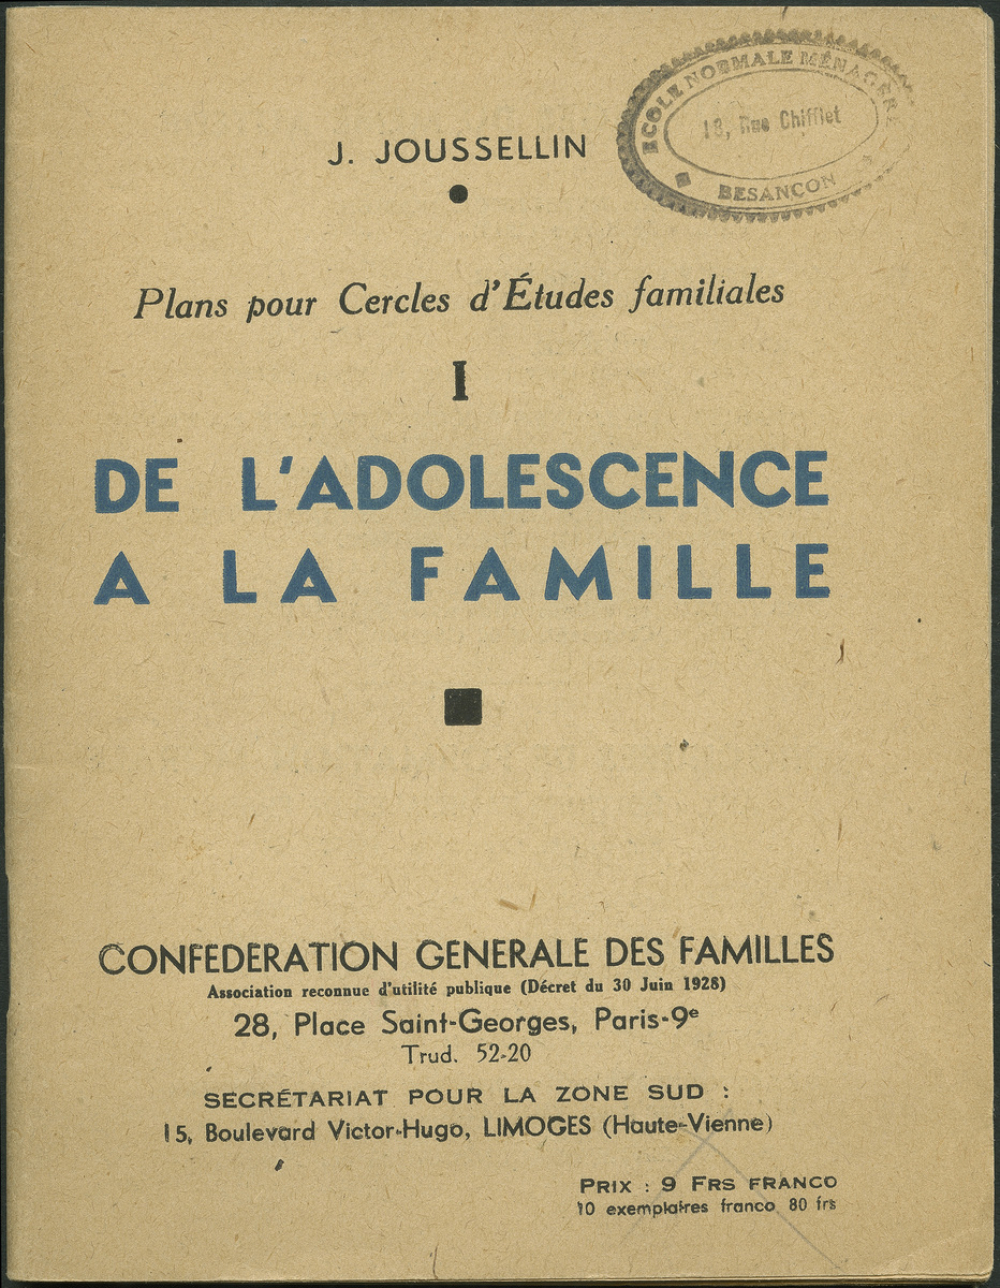 ECOLE NORMALE MÉNAGÈRE
18, Rue Chifflet
BESANCON
J. JOUSSELLIN
Plans pour Cercles d'Études familiales
I
DE L'ADOLESCENCE
A LA FAMILLE
CONFEDERATION GENERALE DES FAMILLES
Association reconnue d'utilité publique (Décret du 30 Juin 1928)
28, Place Saint-Georges, Paris-9e
Trud. 52-20
SECRÉTARIAT POUR LA ZONE SUD :
15, Boulevard Victor-Hugo, LIMOGES (Haute-Vienne)
PRIX : 9 FRS FRANCO
10 exemplaires franco 80 frs